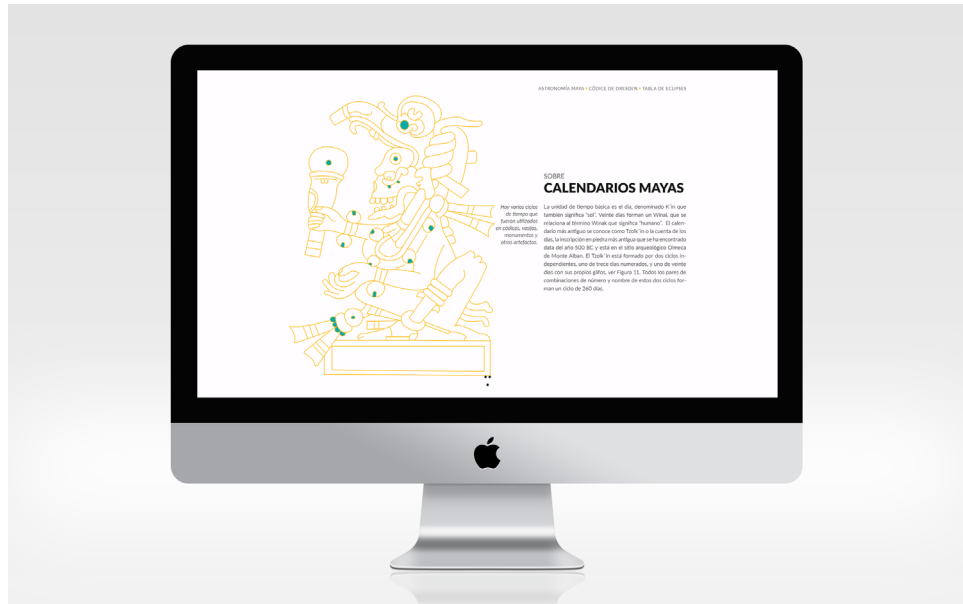 ASTRONOMÍA MAYA • CÓDICE DE DRESDEN • TABLA DE ECLIPSES
SOBRE
CALENDARIOS MAYAS
Hay varios ciclos
de tiempo que
fueron utilizados
en códices, vasijas,
monumentos y
otros artefactos.
La unidad de tiempo básica es el día, denominado K´in que
también significa "sol". Veinte días forman un Winal, que se
relaciona al término Winak que significa "humano". El calen-
dario más antiguo se conoce como Tzolk´in o la cuenta de los
días, la inscripción en piedra más antigua que se ha encontrado
data del año 500 BC y está en el sitio arqueológico Olmeca
de Monte Alban. El Tzolk´in está formado por dos ciclos in-
dependientes, uno de trece días numerados, y uno de veinte
días con sus propios glifos, ver Figura 11. Todos los pares de
combinaciones de número y nombre de estos dos ciclos for-
man un ciclo de 260 días.